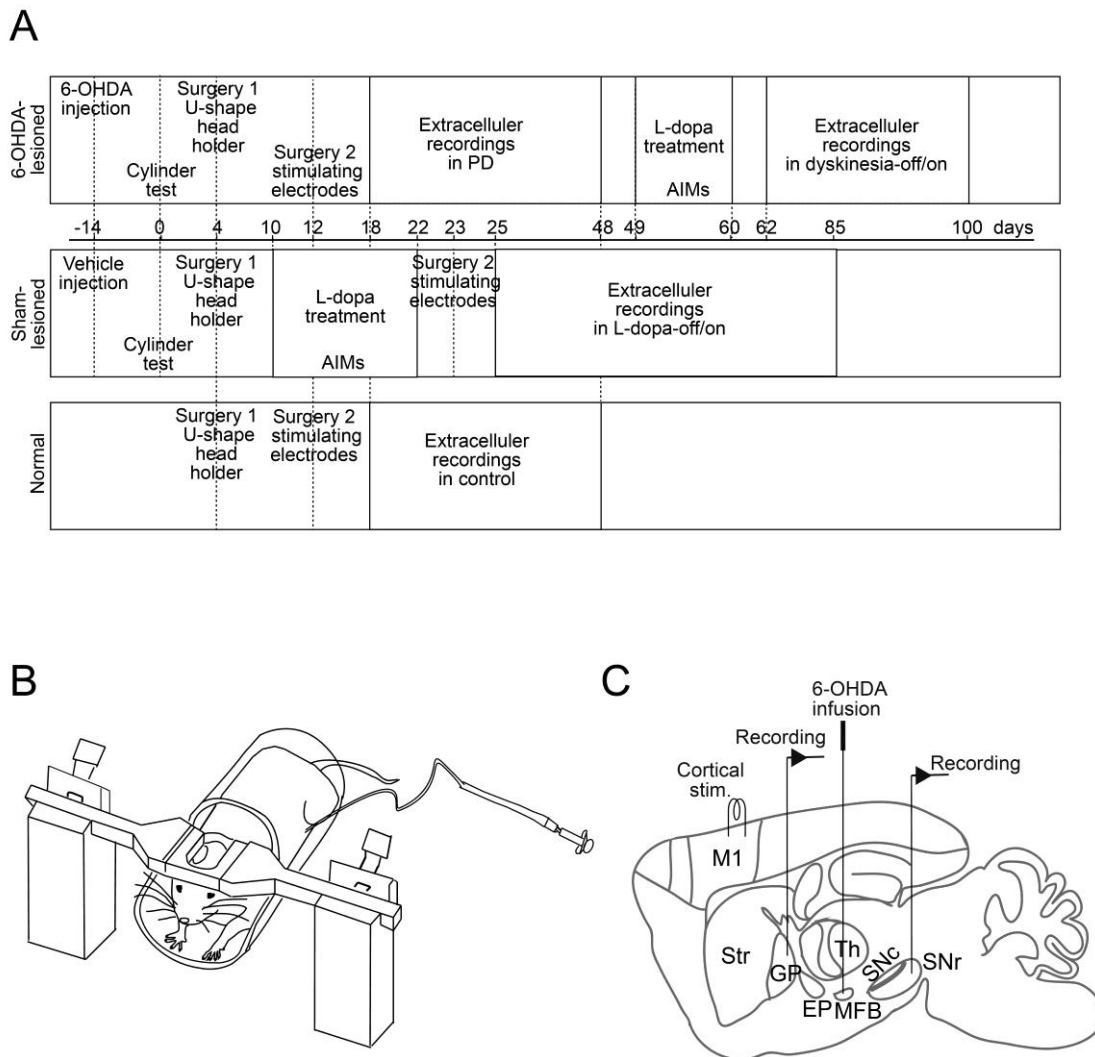 A
6-OHDA-
lesioned
6-OHDA
injection
Cylinder
test
Surgery 1
U-shape
head
holder
Surgery 2
stimulating
electrodes
Extracelluler
recordings
in PD
L-dopa
treatment
AIMs
Extracelluler
recordings
in dyskinesia-off/on
-14 0 4 10 12 18 22 23 25 48 49 60 62 85 100 days
Sham-
lesioned
Vehicle
injection
Cylinder
test
Surgery 1
U-shape
head
holder
L-dopa
treatment
AIMs
Surgery 2
stimulating
electrodes
Extracelluler
recordings
in L-dopa-off/on
Normal
Surgery 1
U-shape
head
holder
Surgery 2
stimulating
electrodes
Extracelluler
recordings
in control
B
C
6-OHDA
infusion
Recording
Recording
Cortical
stim.
M1
Str
GP
Th
SNc
SNr
EP
MFB